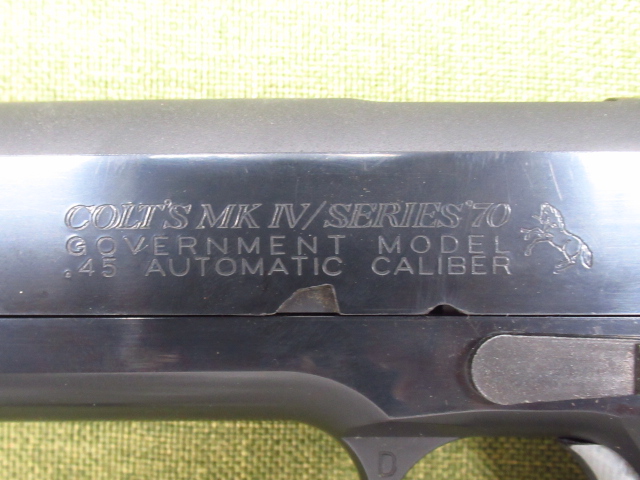 COLT'S MK IV/SERIES'70
GOVERNMENT MODEL
.45 AUTOMATIC CALIBER
D